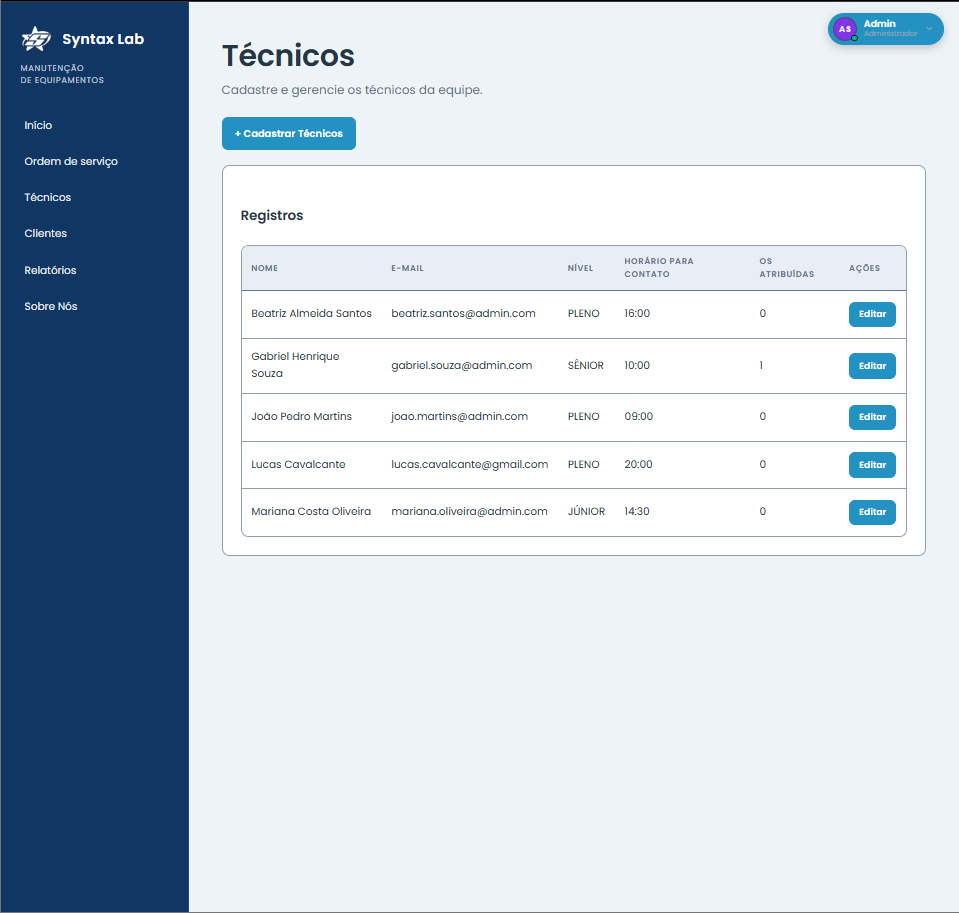 Syntax Lab
MANUTENÇÃO
DE EQUIPAMENTOS
Início
Ordem de serviço
Técnicos
Clientes
Relatórios
Sobre Nós
AS
Admin
Administrador
Técnicos
Cadastre e gerencie os técnicos da equipe.
+ Cadastrar Técnicos
Registros
NOME E-MAIL NÍVEL HORÁRIO PARA CONTATO OS ATRIBUÍDAS AÇÕES
Beatriz Almeida Santos beatriz.santos@admin.com PLENO 16:00 0 Editar
Gabriel Henrique Souza gabriel.souza@admin.com SÊNIOR 10:00 1 Editar
João Pedro Martins joao.martins@admin.com PLENO 09:00 0 Editar
Lucas Cavalcante lucas.cavalcante@gmail.com PLENO 20:00 0 Editar
Mariana Costa Oliveira mariana.oliveira@admin.com JÚNIOR 14:30 0 Editar